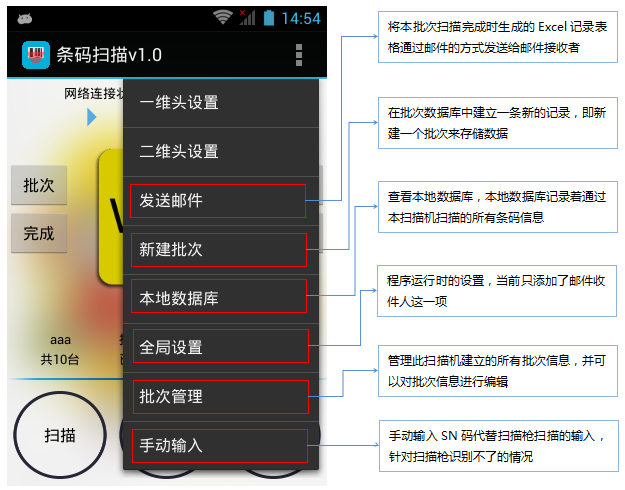 14:54
条码扫描v1.0
网络连接状
一维头设置
二维头设置
批次
发送邮件
完成
新建批次
本地数据库
aaa
共10台
全局设置
批次管理
扫描
手动输入
将本批次扫描完成时生成的 Excel 记录表
格通过邮件的方式发送给邮件接收者
在批次数据库中建立一条新的记录，即新
建一个批次来存储数据
查看本地数据库，本地数据库记录着通过
本扫描机扫描的所有条码信息
程序运行时的设置，当前只添加了邮件收
件人这一项
管理此扫描机建立的所有批次信息，并可
以对批次信息进行编辑
手动输入 SN 码代替扫描枪扫描的输入，
针对扫描枪识别不了的情况